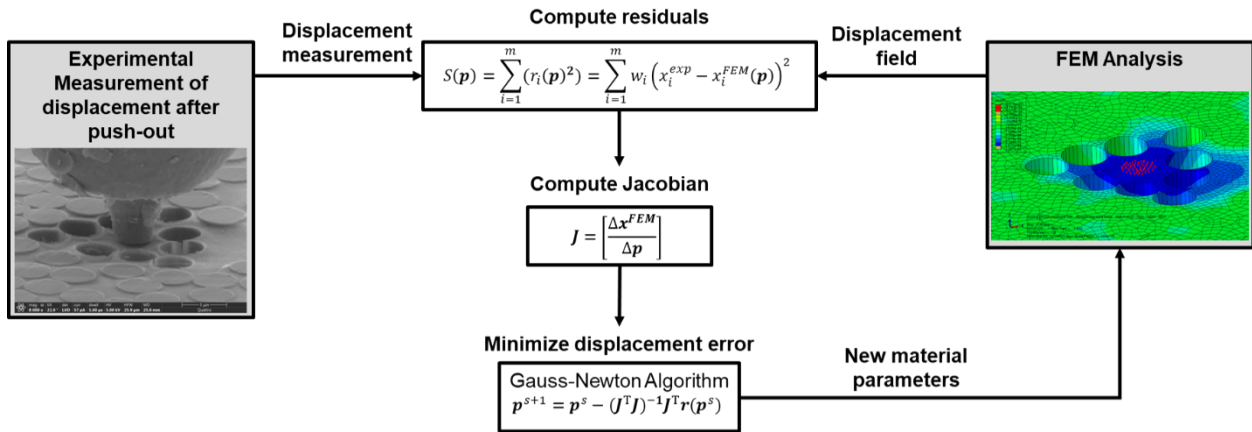 Experimental
Measurement of
displacement after
push-out
Displacement
measurement
Compute residuals
S(p) = ∑_{i=1}^{m} (r_i(p)²) = ∑_{i=1}^{m} w_i (x_i^{exp} − x_i^{FEM}(p))²
Displacement
field
FEM Analysis
Compute Jacobian
J = [Δx^{FEM} / Δp]
Minimize displacement error
Gauss-Newton Algorithm
p^{s+1} = p^s − (J^T J)^{−1} J^T r(p^s)
New material
parameters